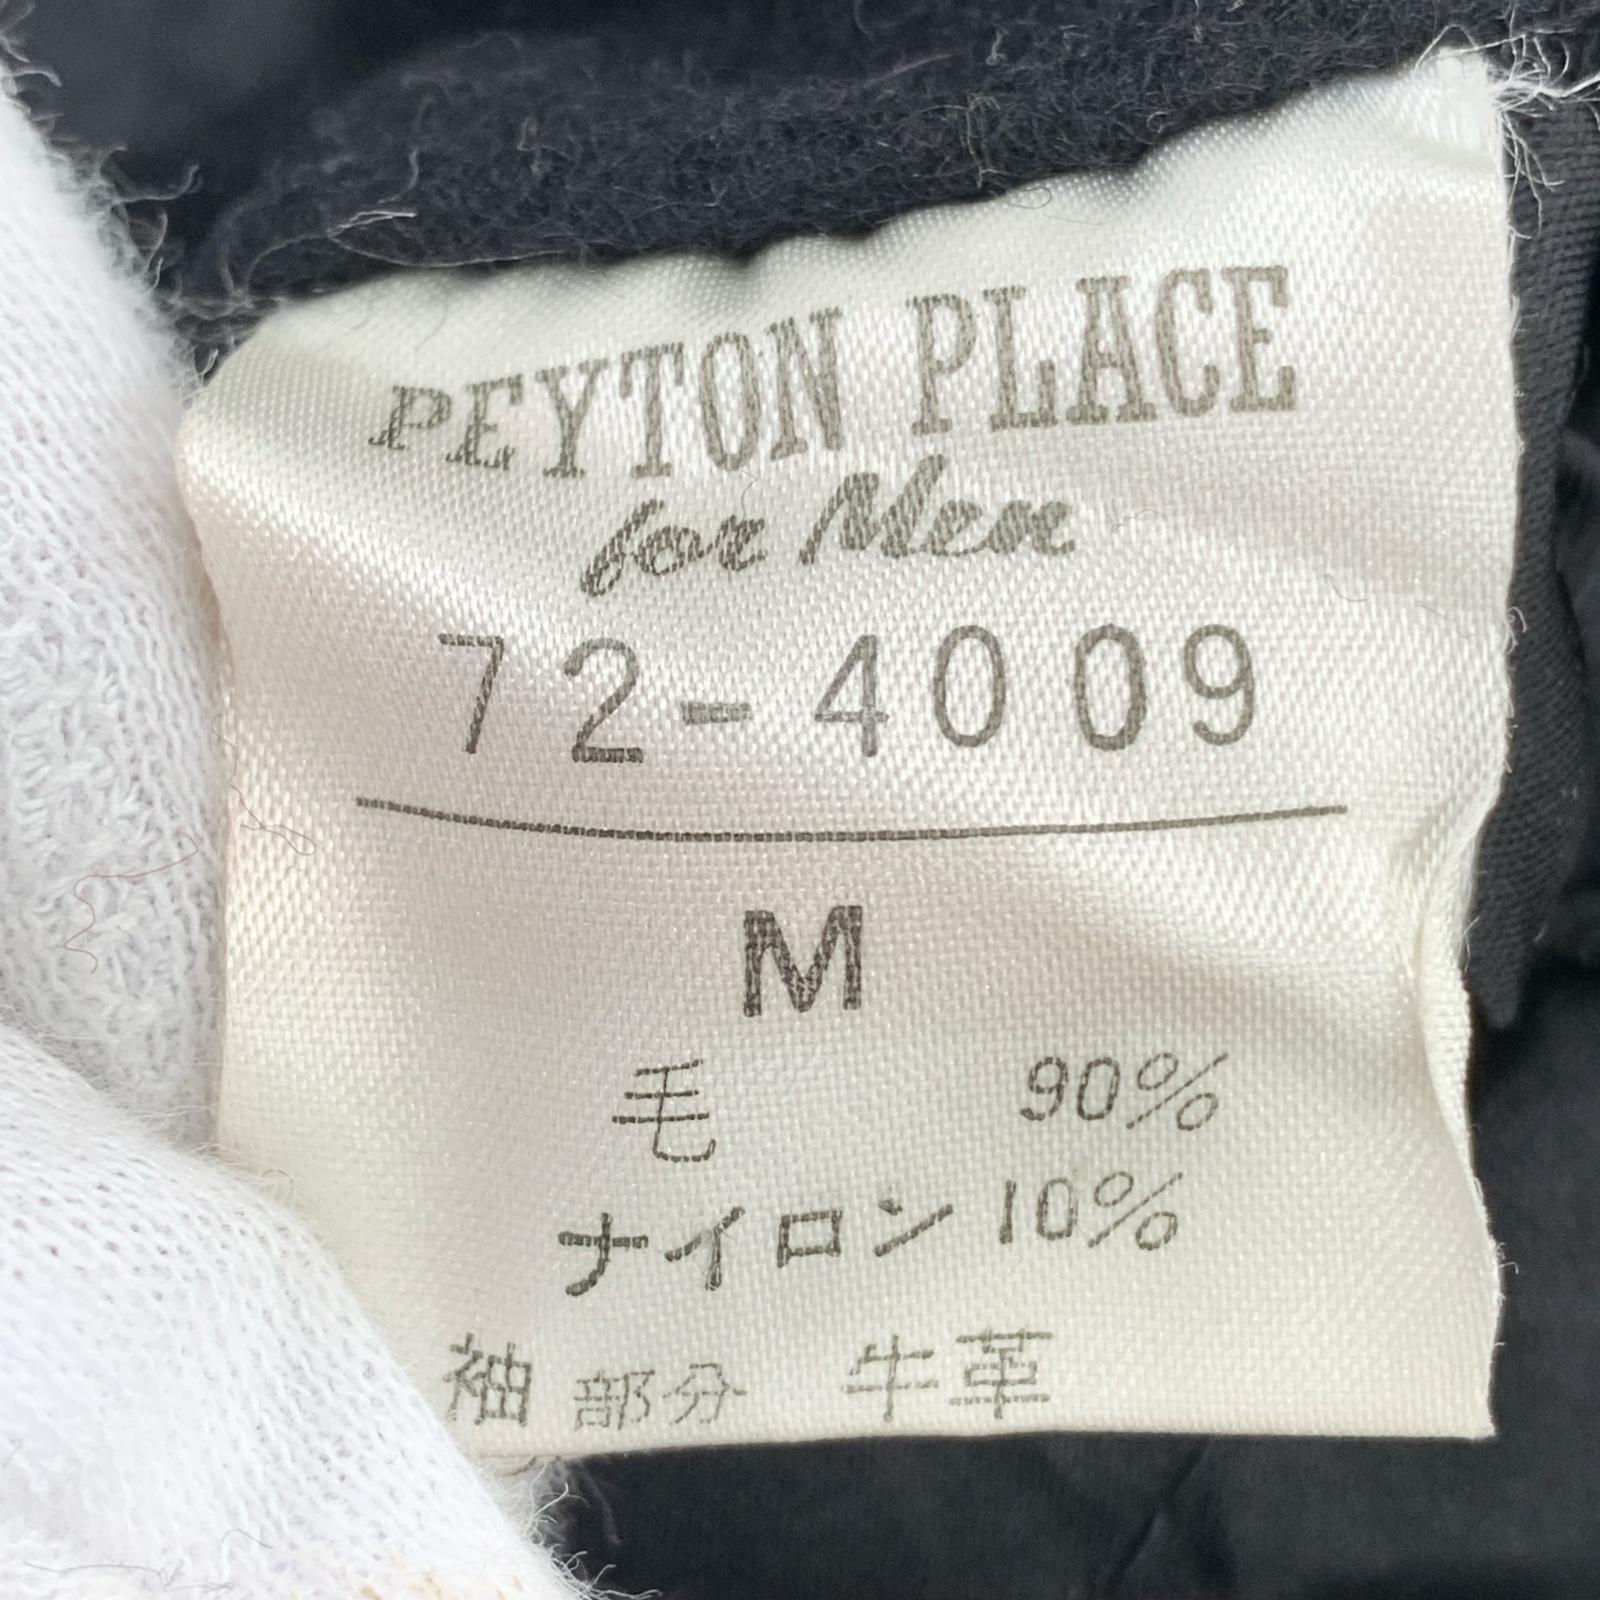 PEYTON PLACE
for Men
72-4009
M
毛 90%
ナイロン 10%
袖部分 牛革